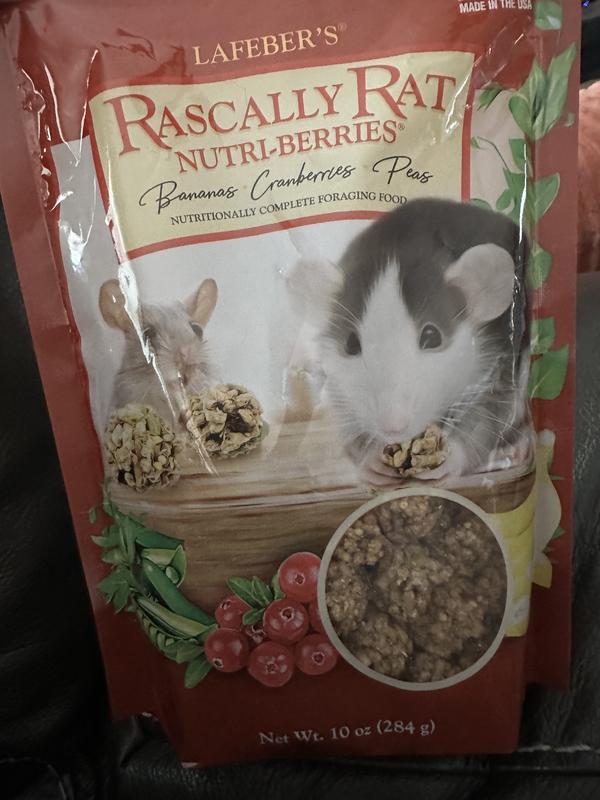 MADE IN THE USA
LAFEBER'S®
RASCALLY RAT
NUTRI-BERRIES®
Bananas Cranberries Peas
NUTRITIONALLY COMPLETE FORAGING FOOD
Net Wt. 10 oz (284 g)